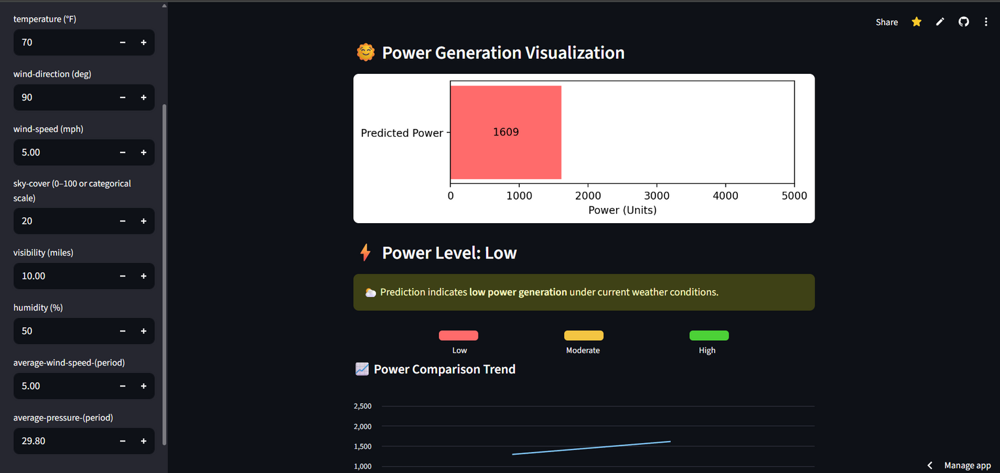 temperature (°F)
70
wind-direction (deg)
90
wind-speed (mph)
5.00
sky-cover (0–100 or categorical
scale)
20
visibility (miles)
10.00
humidity (%)
50
average-wind-speed-(period)
5.00
average-pressure-(period)
29.80
Share
Power Generation Visualization
Predicted Power
1609
0 1000 2000 3000 4000 5000
Power (Units)
Power Level: Low
Prediction indicates low power generation under current weather conditions.
Low Moderate High
Power Comparison Trend
2,500
2,000
1,500
1,000
Manage app